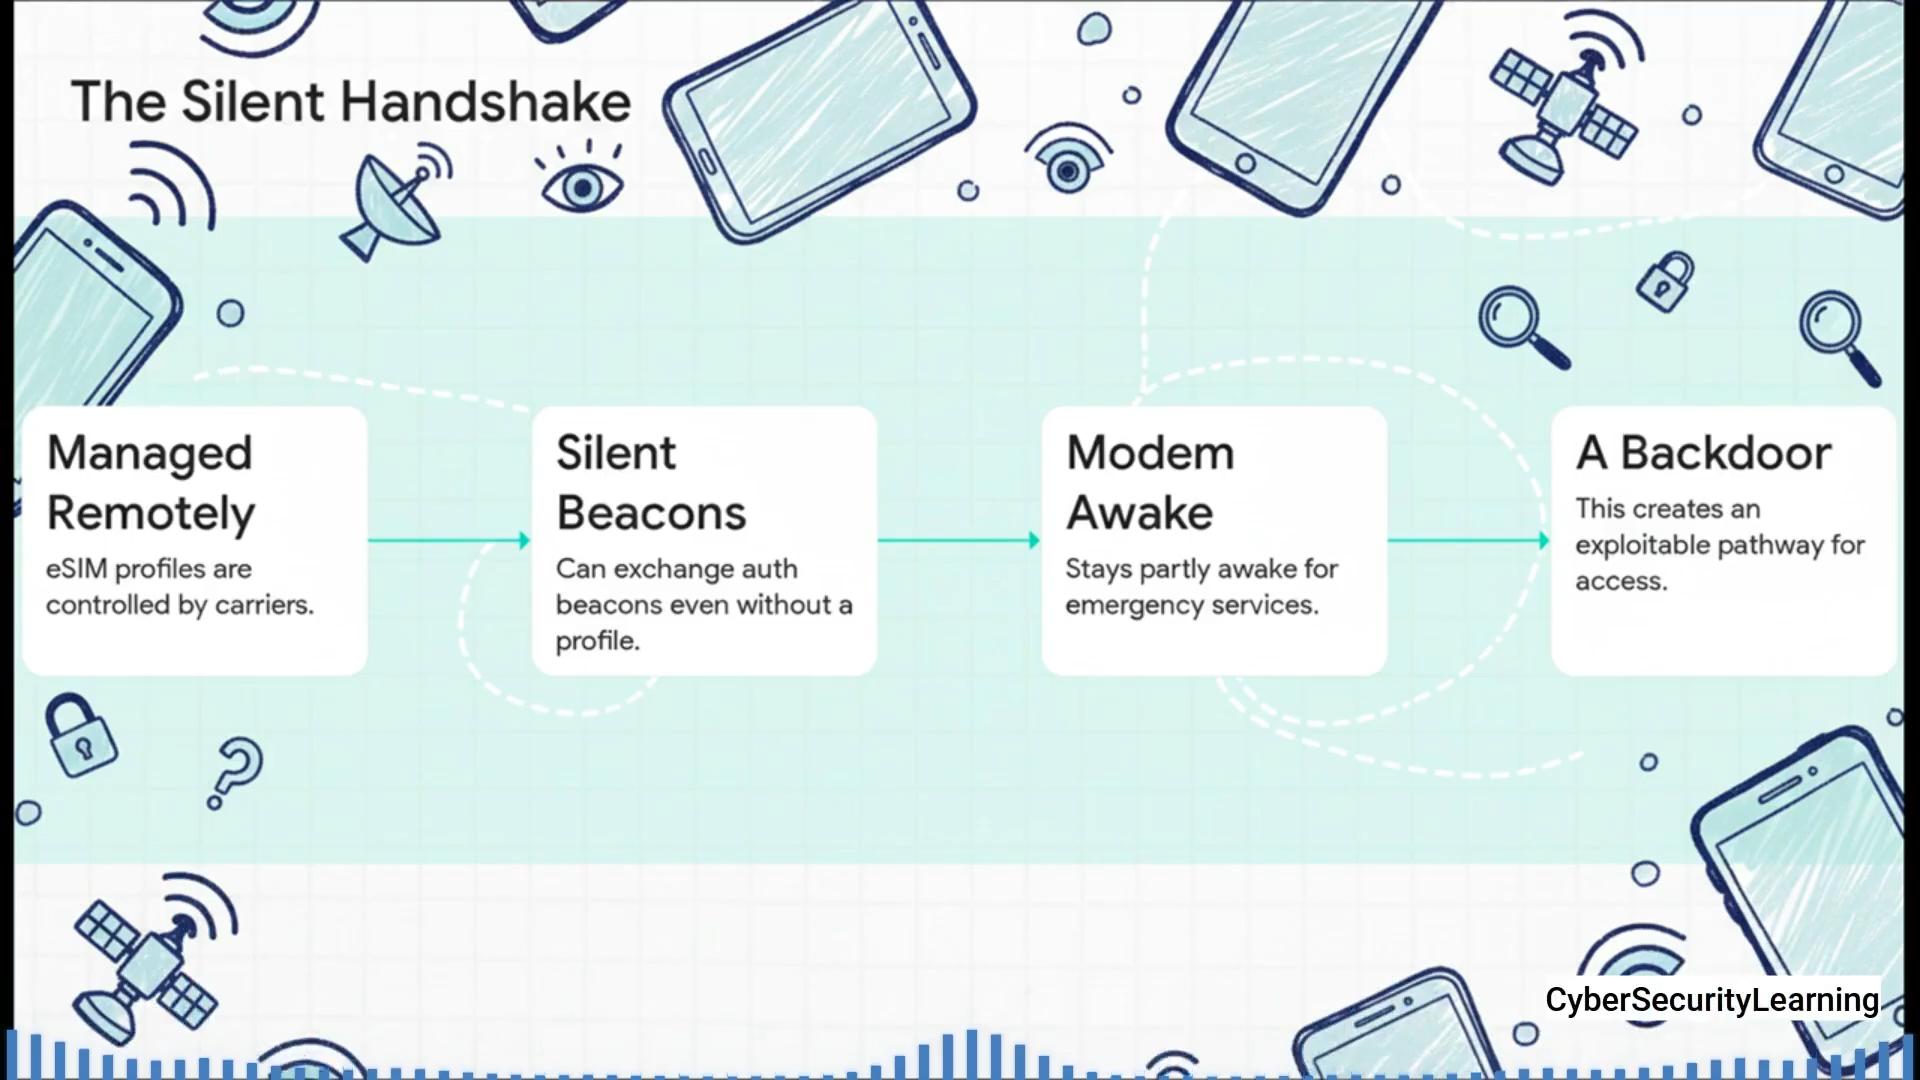 The Silent Handshake
Managed
Remotely
eSIM profiles are
controlled by carriers.
Silent
Beacons
Can exchange auth
beacons even without a
profile.
Modem
Awake
Stays partly awake for
emergency services.
A Backdoor
This creates an
exploitable pathway for
access.
CyberSecurityLearning